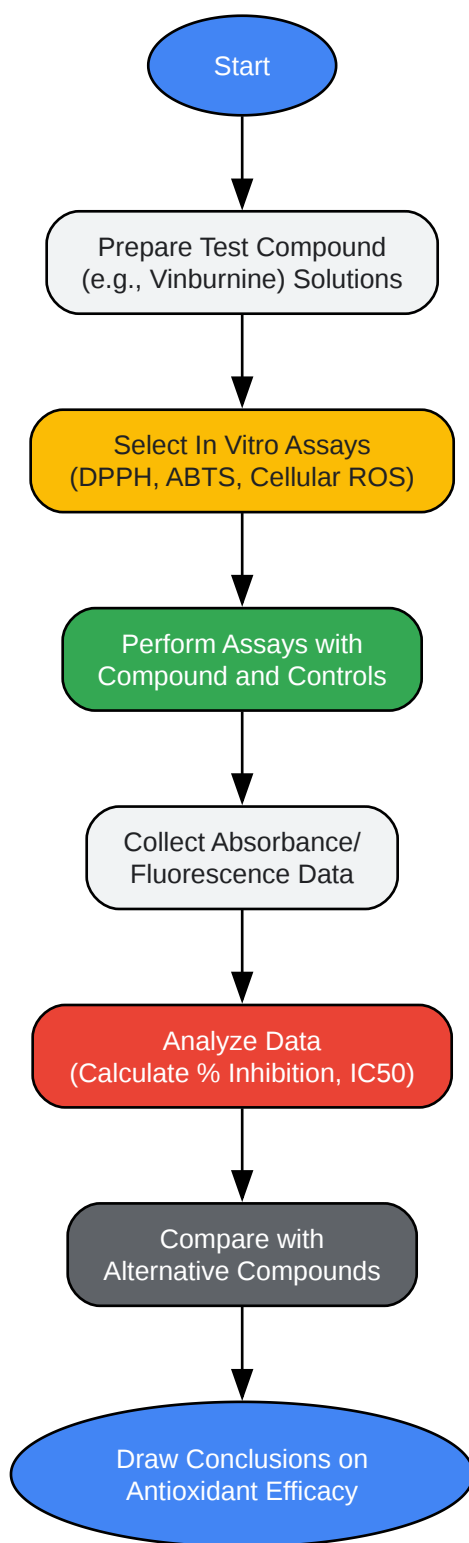 Start
Prepare Test Compound
(e.g., Vinburnine) Solutions
Select In Vitro Assays
(DPPH, ABTS, Cellular ROS)
Perform Assays with
Compound and Controls
Collect Absorbance/
Fluorescence Data
Analyze Data
(Calculate % Inhibition, IC50)
Compare with
Alternative Compounds
Draw Conclusions on
Antioxidant Efficacy